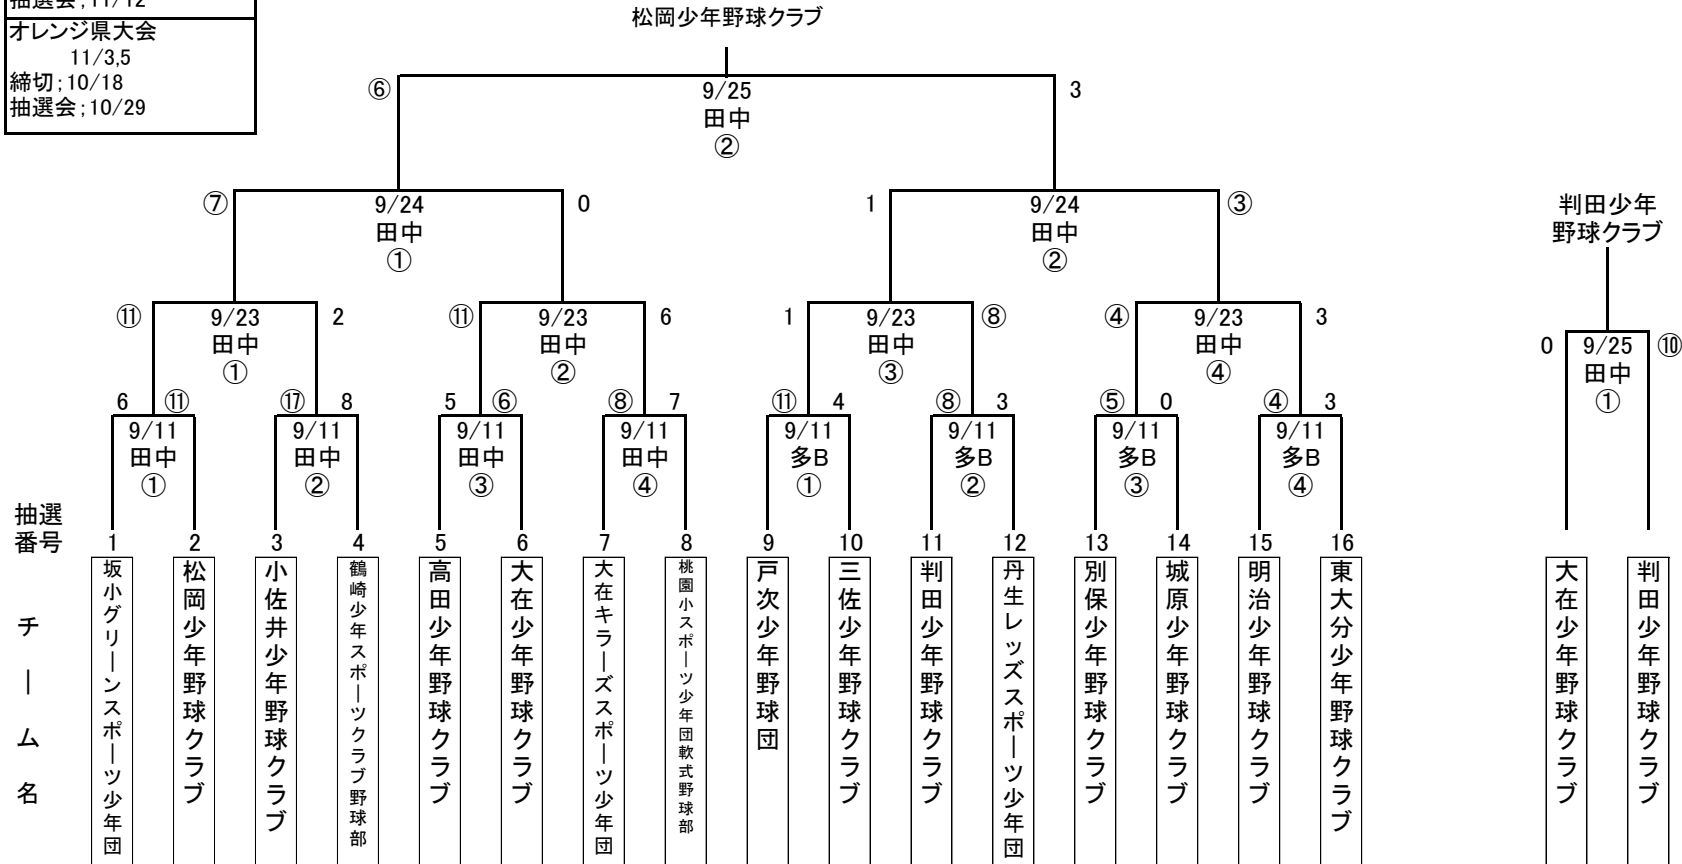 抽選会;11/12
オレンジ県大会
11/3,5
締切;10/18
抽選会;10/29
松岡少年野球クラブ
⑥ 9/25 3
田中
②
⑦ 9/24 0
田中
①
1 9/24 ③
田中
②
判田少年
野球クラブ
⑪ 9/23 2
田中
①
⑪ 9/23 6
田中
②
1 9/23 ⑧
田中
③
④ 9/23 3
田中
④
0 9/25 ⑩
田中
①
6 ⑪
9/11
田中
①
⑰ 8
9/11
田中
②
5 ⑥
9/11
田中
③
⑧ 7
9/11
田中
④
⑪ 4
9/11
多B
①
⑧ 3
9/11
多B
②
⑤ 0
9/11
多B
③
④ 3
9/11
多B
④
抽選
番号
1 2 3 4 5 6 7 8 9 10 11 12 13 14 15 16
チーム名
坂小グリーンスポーツ少年団
松岡少年野球クラブ
小佐井少年野球クラブ
鶴崎少年スポーツクラブ野球部
高田少年野球クラブ
大在少年野球クラブ
大在キラーズスポーツ少年団
桃園小スポーツ少年団軟式野球部
戸次少年野球団
三佐少年野球クラブ
判田少年野球クラブ
丹生レッズスポーツ少年団
別保少年野球クラブ
城原少年野球クラブ
明治少年野球クラブ
東大分少年野球クラブ
大在少年野球クラブ
判田少年野球クラブ